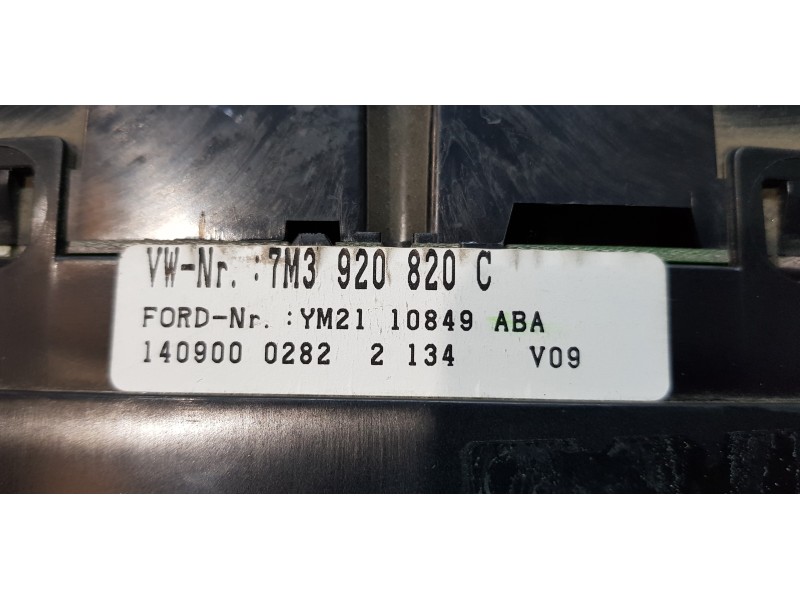 VW-Nr. :7M3 920 820 C
FORD-Nr. :YM21 10849 ABA
140900 0282 2 134 V09